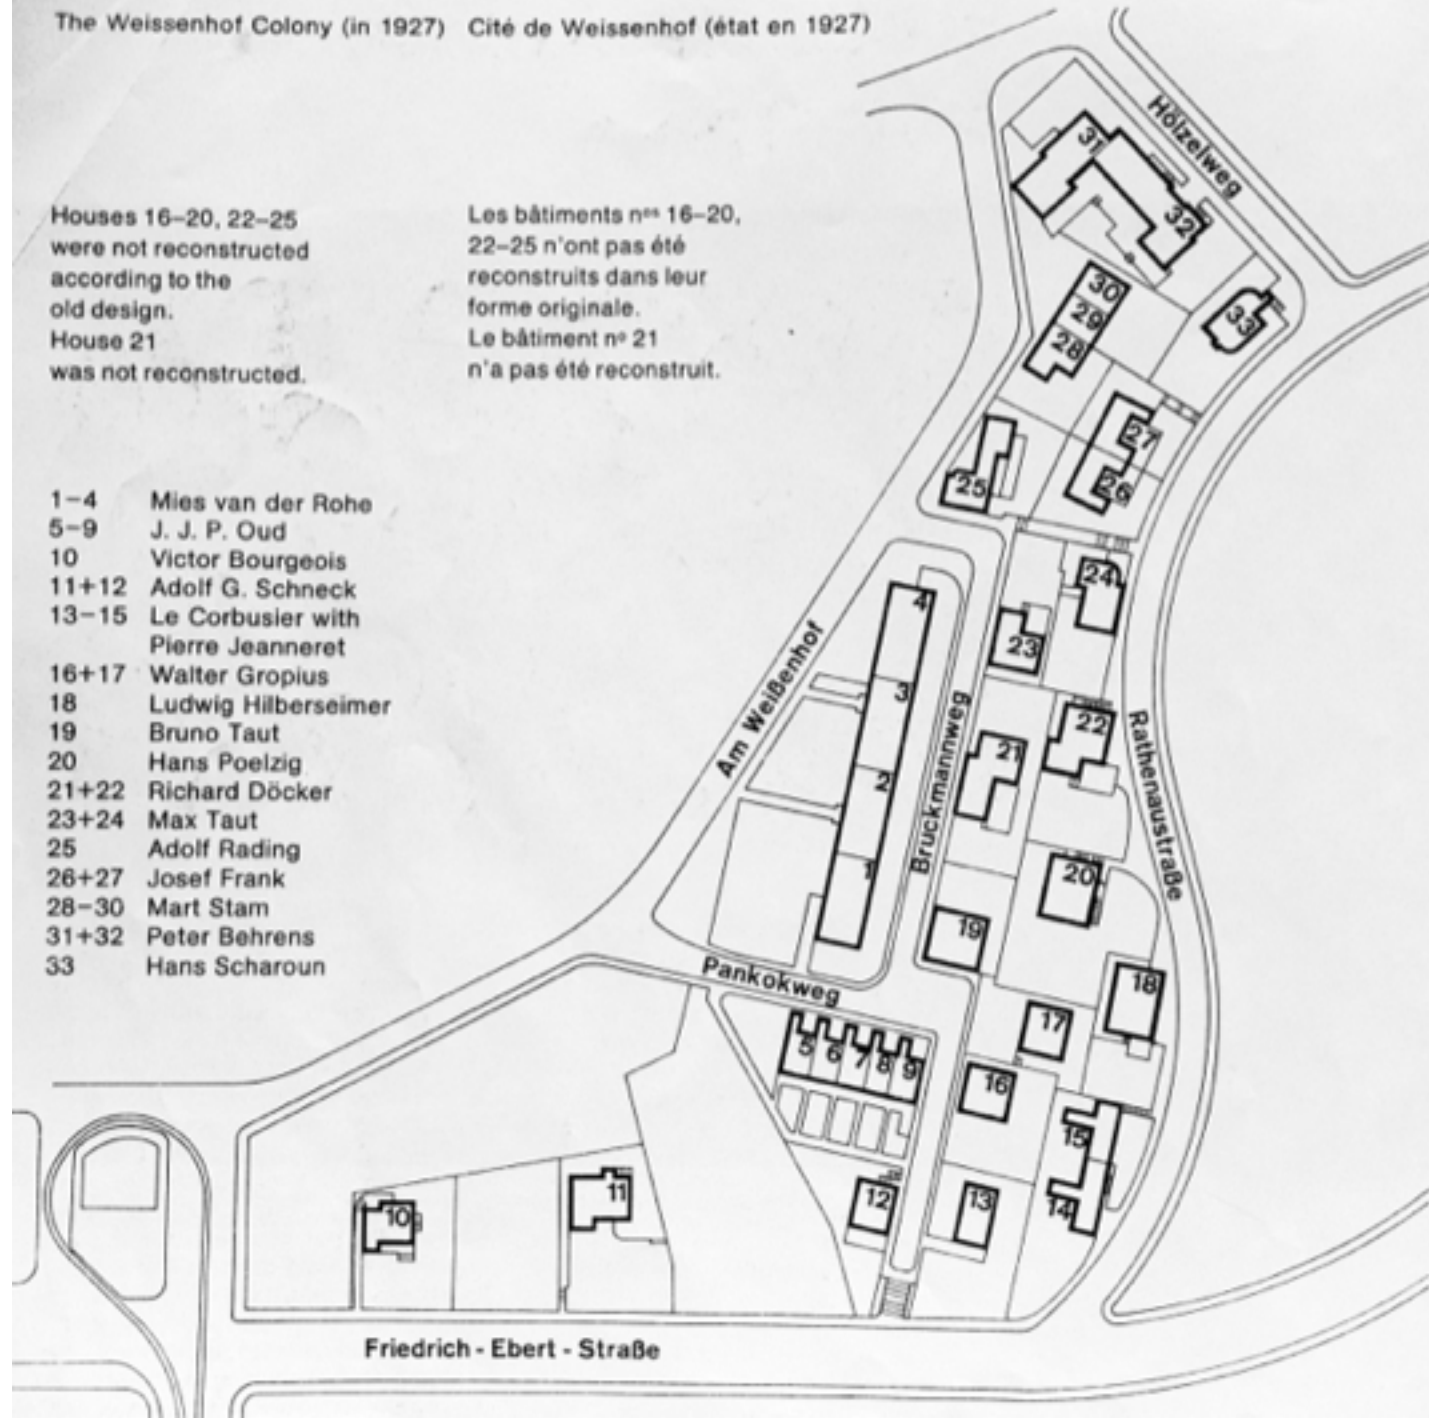 The Weissenhof Colony (in 1927) Cité de Weissenhof (état en 1927)
Houses 16–20, 22–25
were not reconstructed
according to the
old design.
House 21
was not reconstructed.
Les bâtiments nos 16–20,
22–25 n'ont pas été
reconstruits dans leur
forme originale.
Le bâtiment no 21
n'a pas été reconstruit.
1–4 Mies van der Rohe
5–9 J. J. P. Oud
10 Victor Bourgeois
11+12 Adolf G. Schneck
13–15 Le Corbusier with
Pierre Jeanneret
16+17 Walter Gropius
18 Ludwig Hilberseimer
19 Bruno Taut
20 Hans Poelzig
21+22 Richard Döcker
23+24 Max Taut
25 Adolf Rading
26+27 Josef Frank
28–30 Mart Stam
31+32 Peter Behrens
33 Hans Scharoun
Hölzelweg
31
32
30
29
28
33
27
26
25
24
4
23
3
Am Weißenhof
22
21
2
Bruckmannweg
Rathenaustraße
1
20
19
18
Pankokweg
17
5
6
7
8
9
16
15
14
13
12
11
10
Friedrich - Ebert - Straße